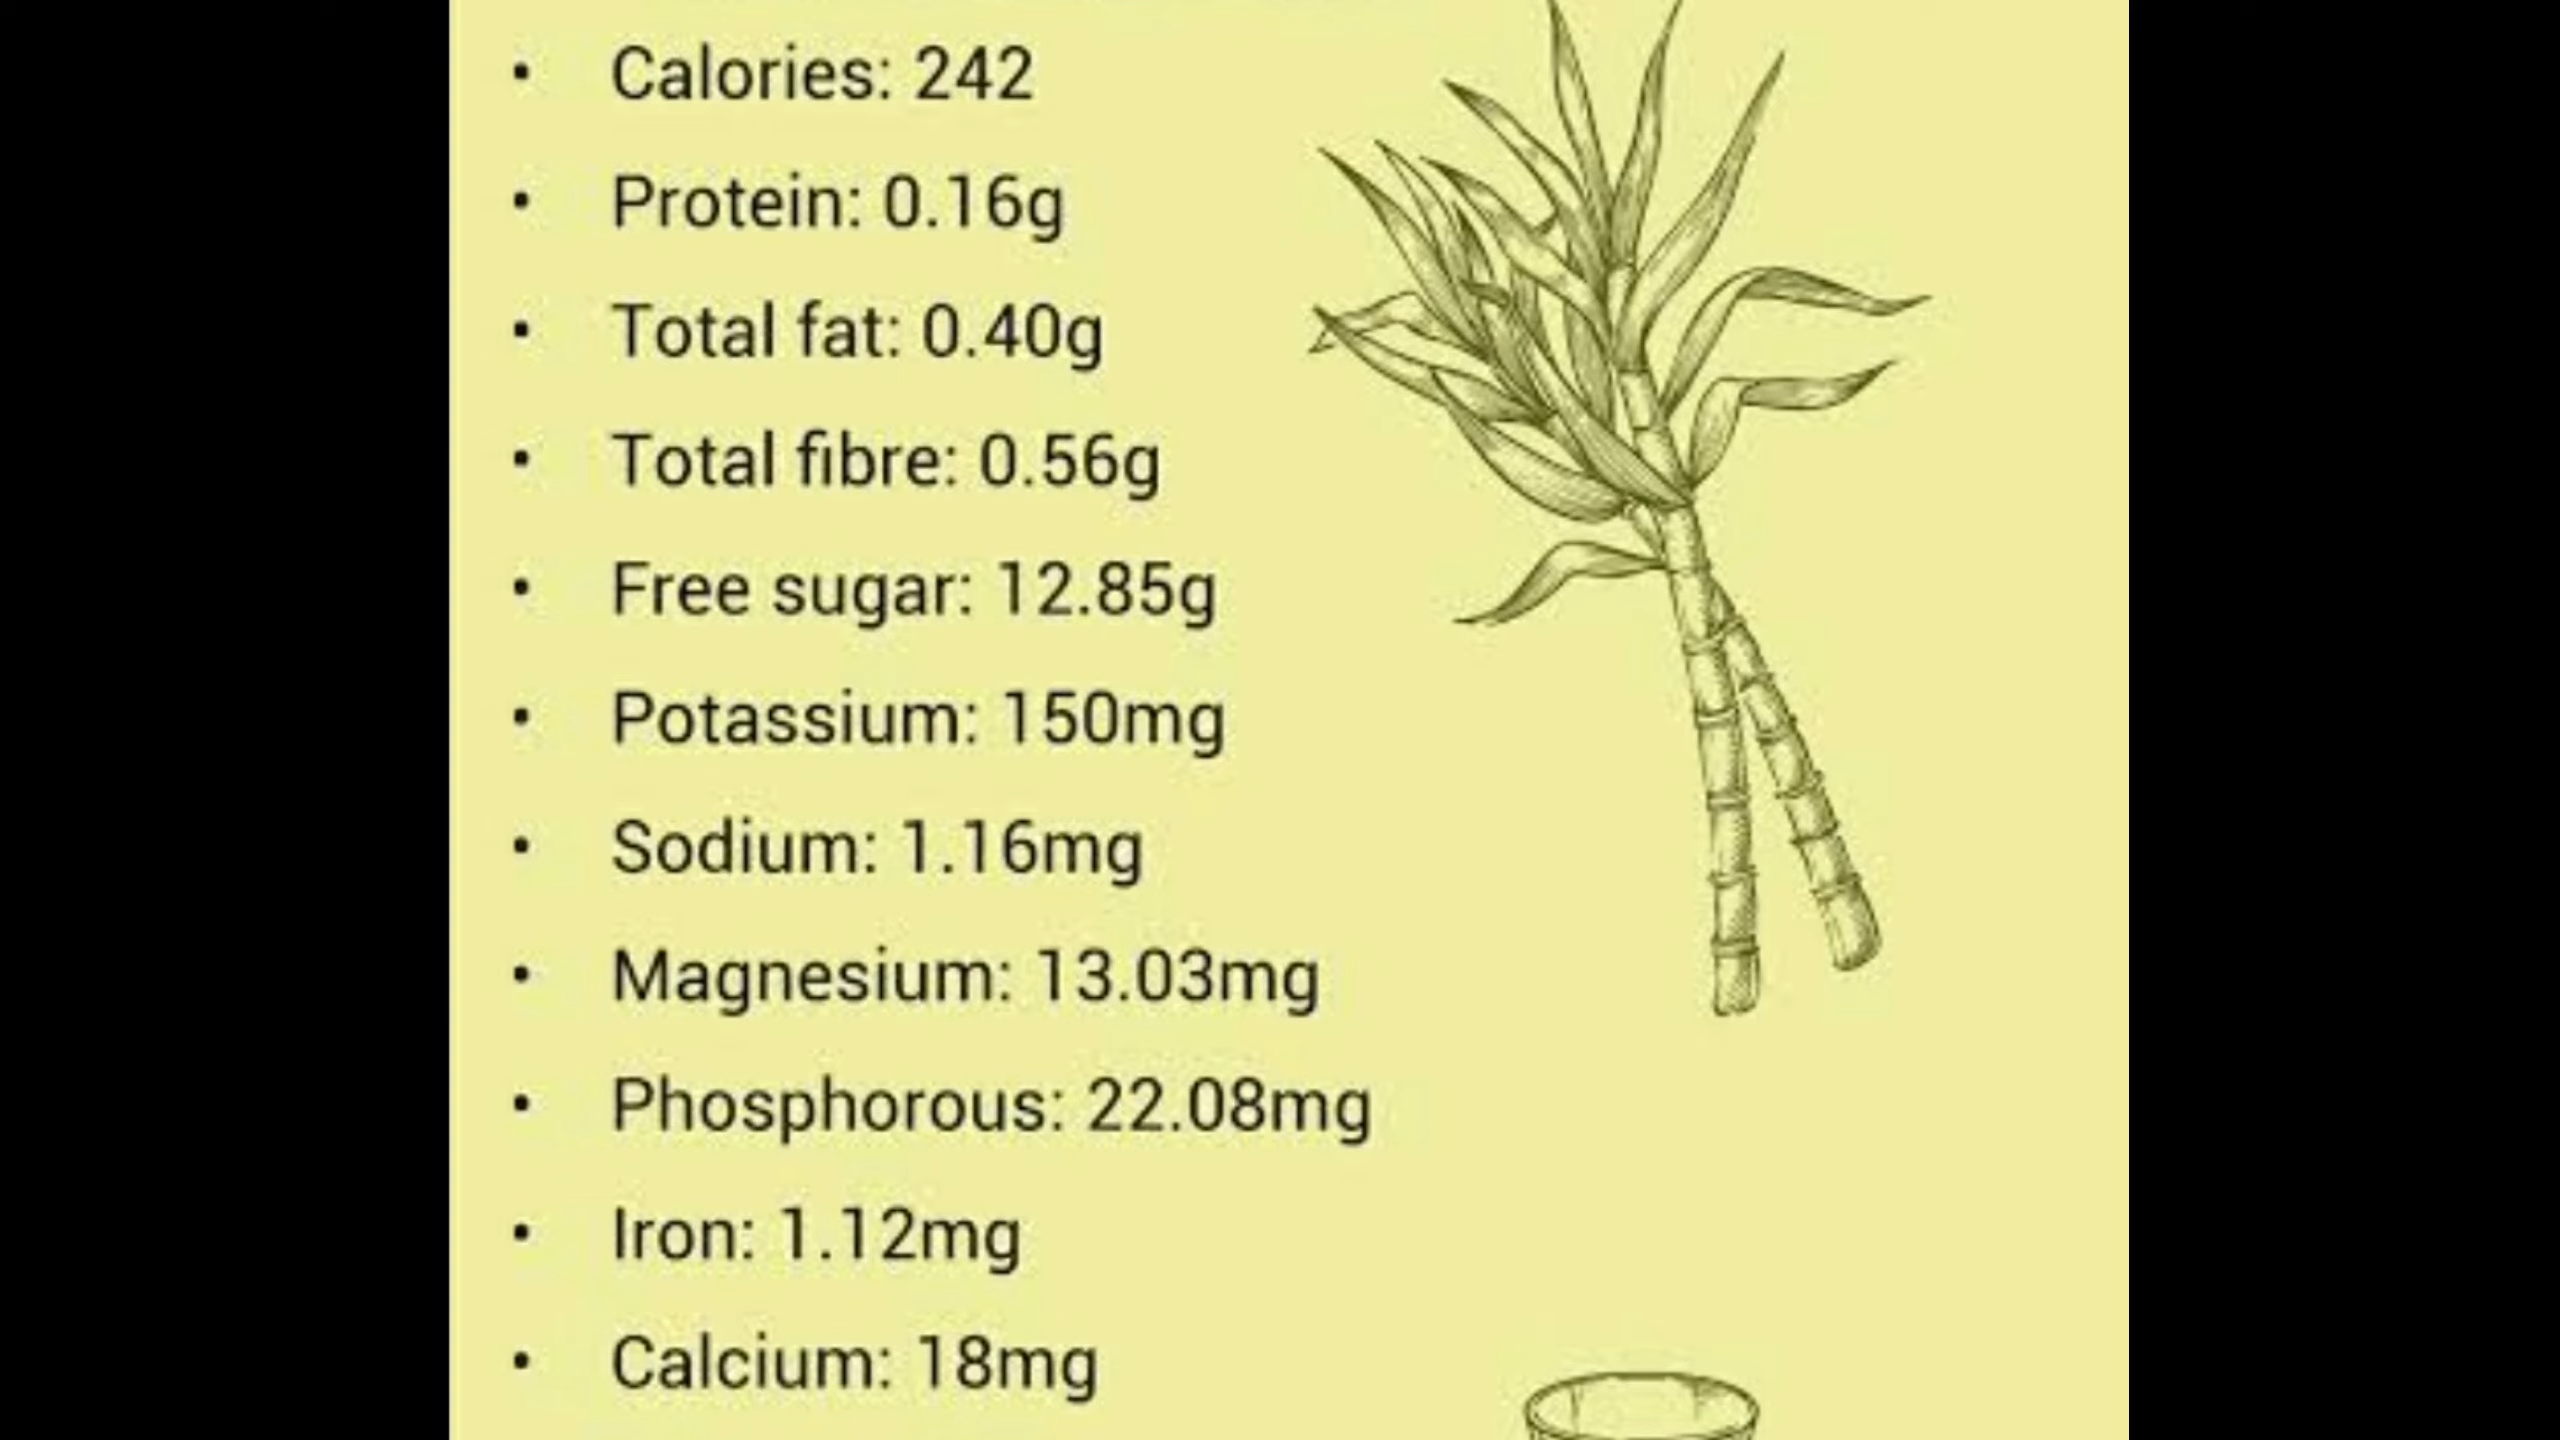 • Calories: 242
• Protein: 0.16g
• Total fat: 0.40g
• Total fibre: 0.56g
• Free sugar: 12.85g
• Potassium: 150mg
• Sodium: 1.16mg
• Magnesium: 13.03mg
• Phosphorous: 22.08mg
• Iron: 1.12mg
• Calcium: 18mg